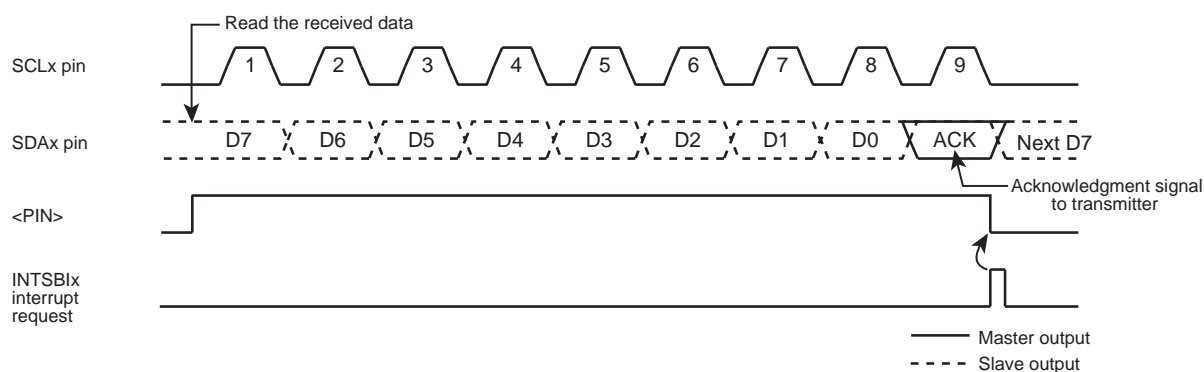 Read the received data
SCLx pin
1 2 3 4 5 6 7 8 9
SDAx pin
D7 D6 D5 D4 D3 D2 D1 D0 ACK Next D7
Acknowledgment signal
to transmitter
<PIN>
INTSBIx
interrupt
request
Master output
Slave output